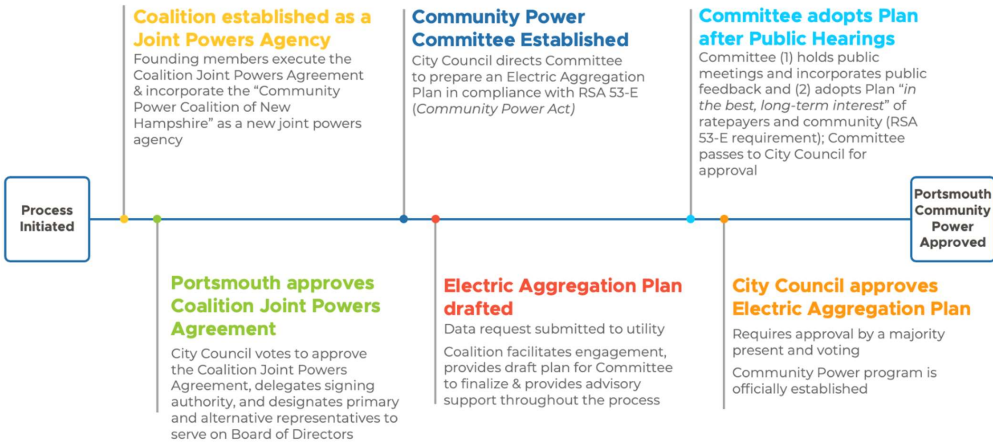 Process
Initiated
Coalition established as a
Joint Powers Agency
Founding members execute the
Coalition Joint Powers Agreement
& incorporate the “Community
Power Coalition of New
Hampshire” as a new joint powers
agency
Portsmouth approves
Coalition Joint Powers
Agreement
City Council votes to approve
the Coalition Joint Powers
Agreement, delegates signing
authority, and designates primary
and alternative representatives to
serve on Board of Directors
Community Power
Committee Established
City Council directs Committee
to prepare an Electric Aggregation
Plan in compliance with RSA 53-E
(Community Power Act)
Electric Aggregation Plan
drafted
Data request submitted to utility
Coalition facilitates engagement,
provides draft plan for Committee
to finalize & provides advisory
support throughout the process
Committee adopts Plan
after Public Hearings
Committee (1) holds public
meetings and incorporates public
feedback and (2) adopts Plan “in
the best, long-term interest” of
ratepayers and community (RSA
53-E requirement); Committee
passes to City Council for
approval
City Council approves
Electric Aggregation Plan
Requires approval by a majority
present and voting
Community Power program is
officially established
Portsmouth
Community
Power
Approved